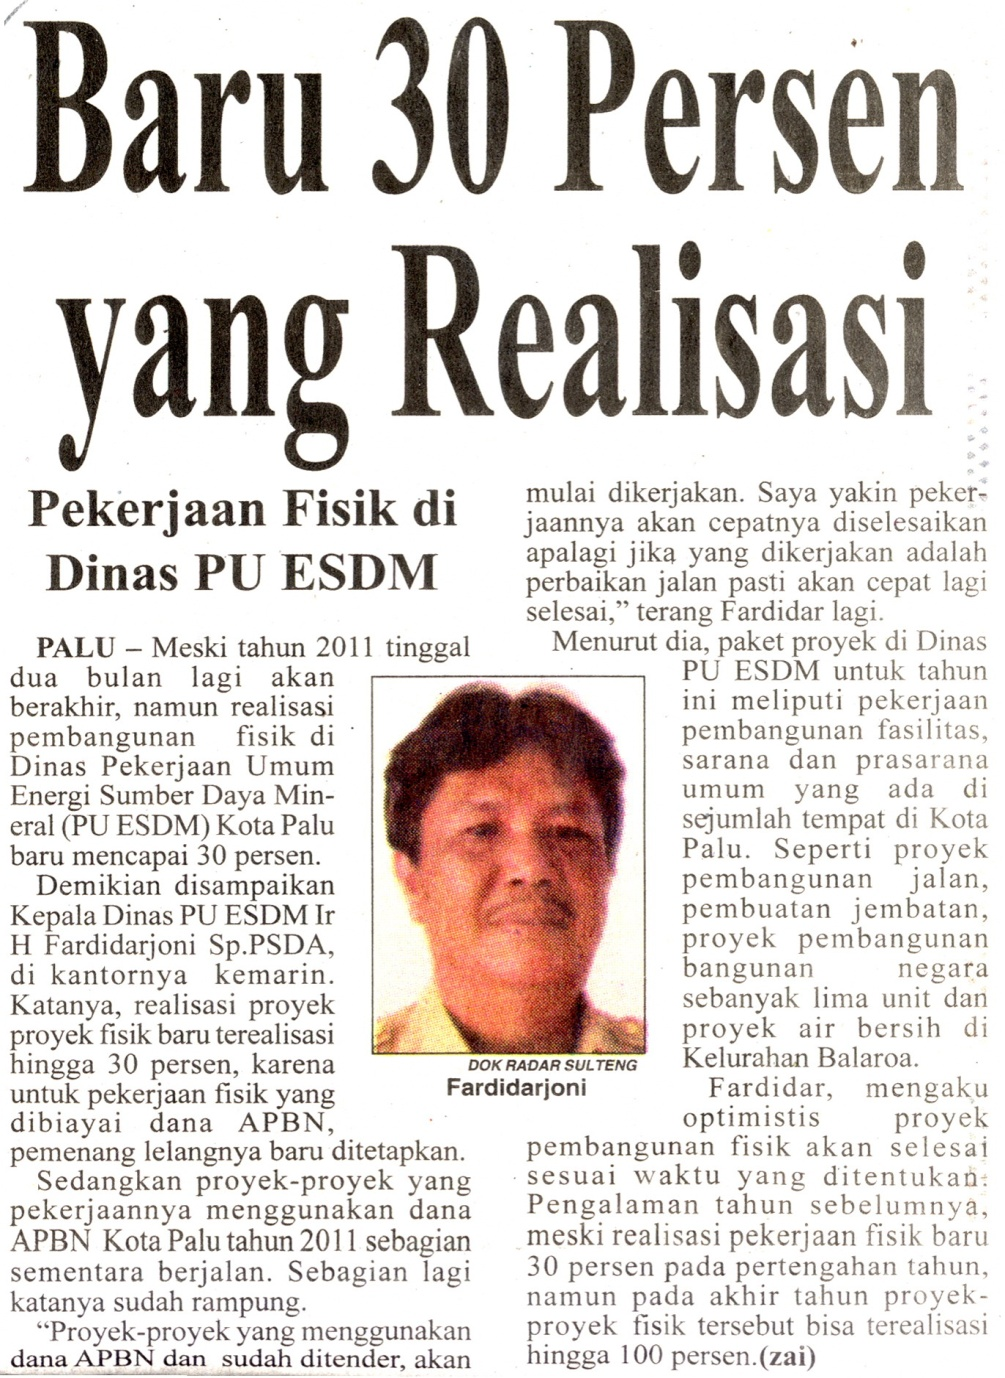 Baru 30 Persen
yang Realisasi
Pekerjaan Fisik di
Dinas PU ESDM
PALU – Meski tahun 2011 tinggal
dua bulan lagi akan
berakhir, namun realisasi
pembangunan fisik di
Dinas Pekerjaan Umum
Energi Sumber Daya Min-
eral (PU ESDM) Kota Palu
baru mencapai 30 persen.
Demikian disampaikan
Kepala Dinas PU ESDM Ir
H Fardidarjoni Sp.PSDA,
di kantornya kemarin.
Katanya, realisasi proyek
proyek fisik baru terealisasi
hingga 30 persen, karena
untuk pekerjaan fisik yang
dibiayai dana APBN,
pemenang lelangnya baru ditetapkan.
Sedangkan proyek-proyek yang
pekerjaannya menggunakan dana
APBN Kota Palu tahun 2011 sebagian
sementara berjalan. Sebagian lagi
katanya sudah rampung.
“Proyek-proyek yang menggunakan
dana APBN dan sudah ditender, akan
DOK RADAR SULTENG
Fardidarjoni
mulai dikerjakan. Saya yakin peker-
jaannya akan cepatnya diselesaikan
apalagi jika yang dikerjakan adalah
perbaikan jalan pasti akan cepat lagi
selesai,” terang Fardidar lagi.
Menurut dia, paket proyek di Dinas
PU ESDM untuk tahun
ini meliputi pekerjaan
pembangunan fasilitas,
sarana dan prasarana
umum yang ada di
sejumlah tempat di Kota
Palu. Seperti proyek
pembangunan jalan,
pembuatan jembatan,
proyek pembangunan
bangunan negara
sebanyak lima unit dan
proyek air bersih di
Kelurahan Balaroa.
Fardidar, mengaku
optimistis proyek
pembangunan fisik akan selesai
sesuai waktu yang ditentukan.
Pengalaman tahun sebelumnya,
meski realisasi pekerjaan fisik baru
30 persen pada pertengahan tahun,
namun pada akhir tahun proyek-
proyek fisik tersebut bisa terealisasi
hingga 100 persen.(zai)